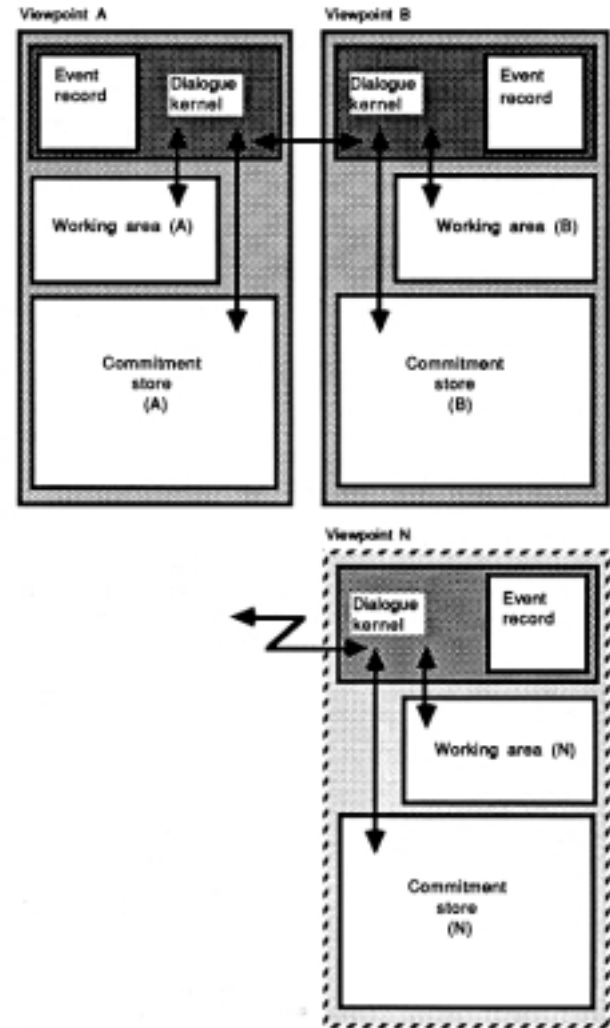 Viewpoint A
Event
record
Dialogue
kernel
Working area (A)
Commitment
store
(A)
Viewpoint B
Dialogue
kernel
Event
record
Working area (B)
Commitment
store
(B)
Viewpoint N
Dialogue
kernel
Event
record
Working area (N)
Commitment
store
(N)